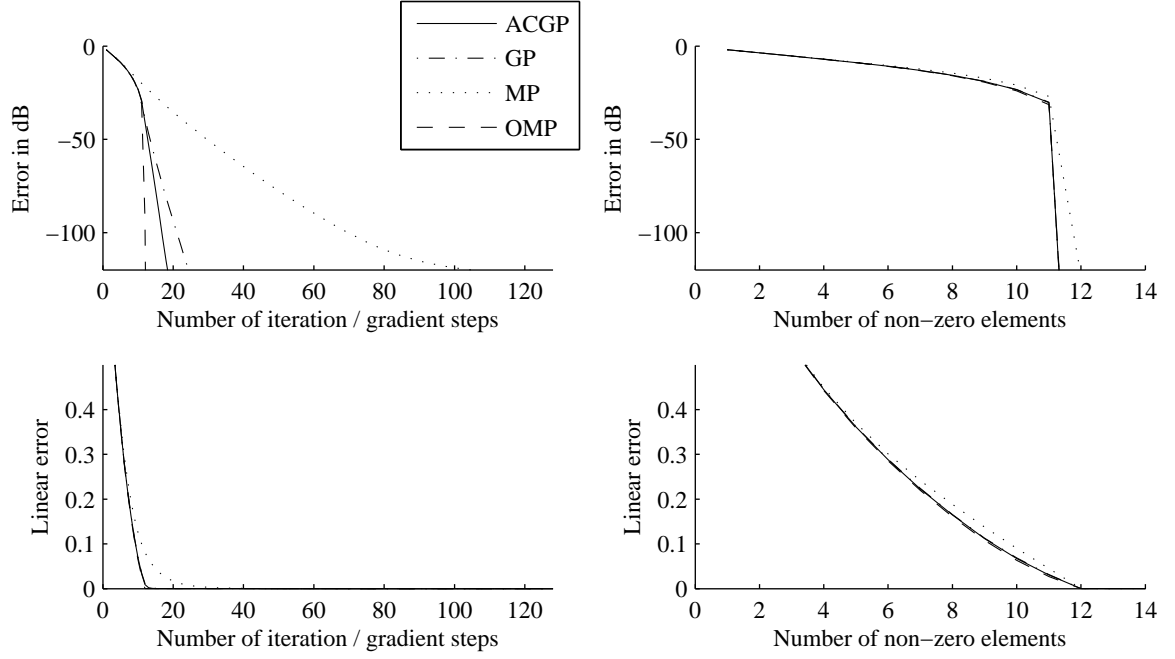 ACGP
GP
MP
OMP
0
−50
−100
Error in dB
0 20 40 60 80 100 120
Number of iteration / gradient steps
0
−50
−100
Error in dB
0 2 4 6 8 10 12 14
Number of non−zero elements
0.4
0.3
0.2
0.1
0
Linear error
0 20 40 60 80 100 120
Number of iteration / gradient steps
0.4
0.3
0.2
0.1
0
Linear error
0 2 4 6 8 10 12 14
Number of non−zero elements